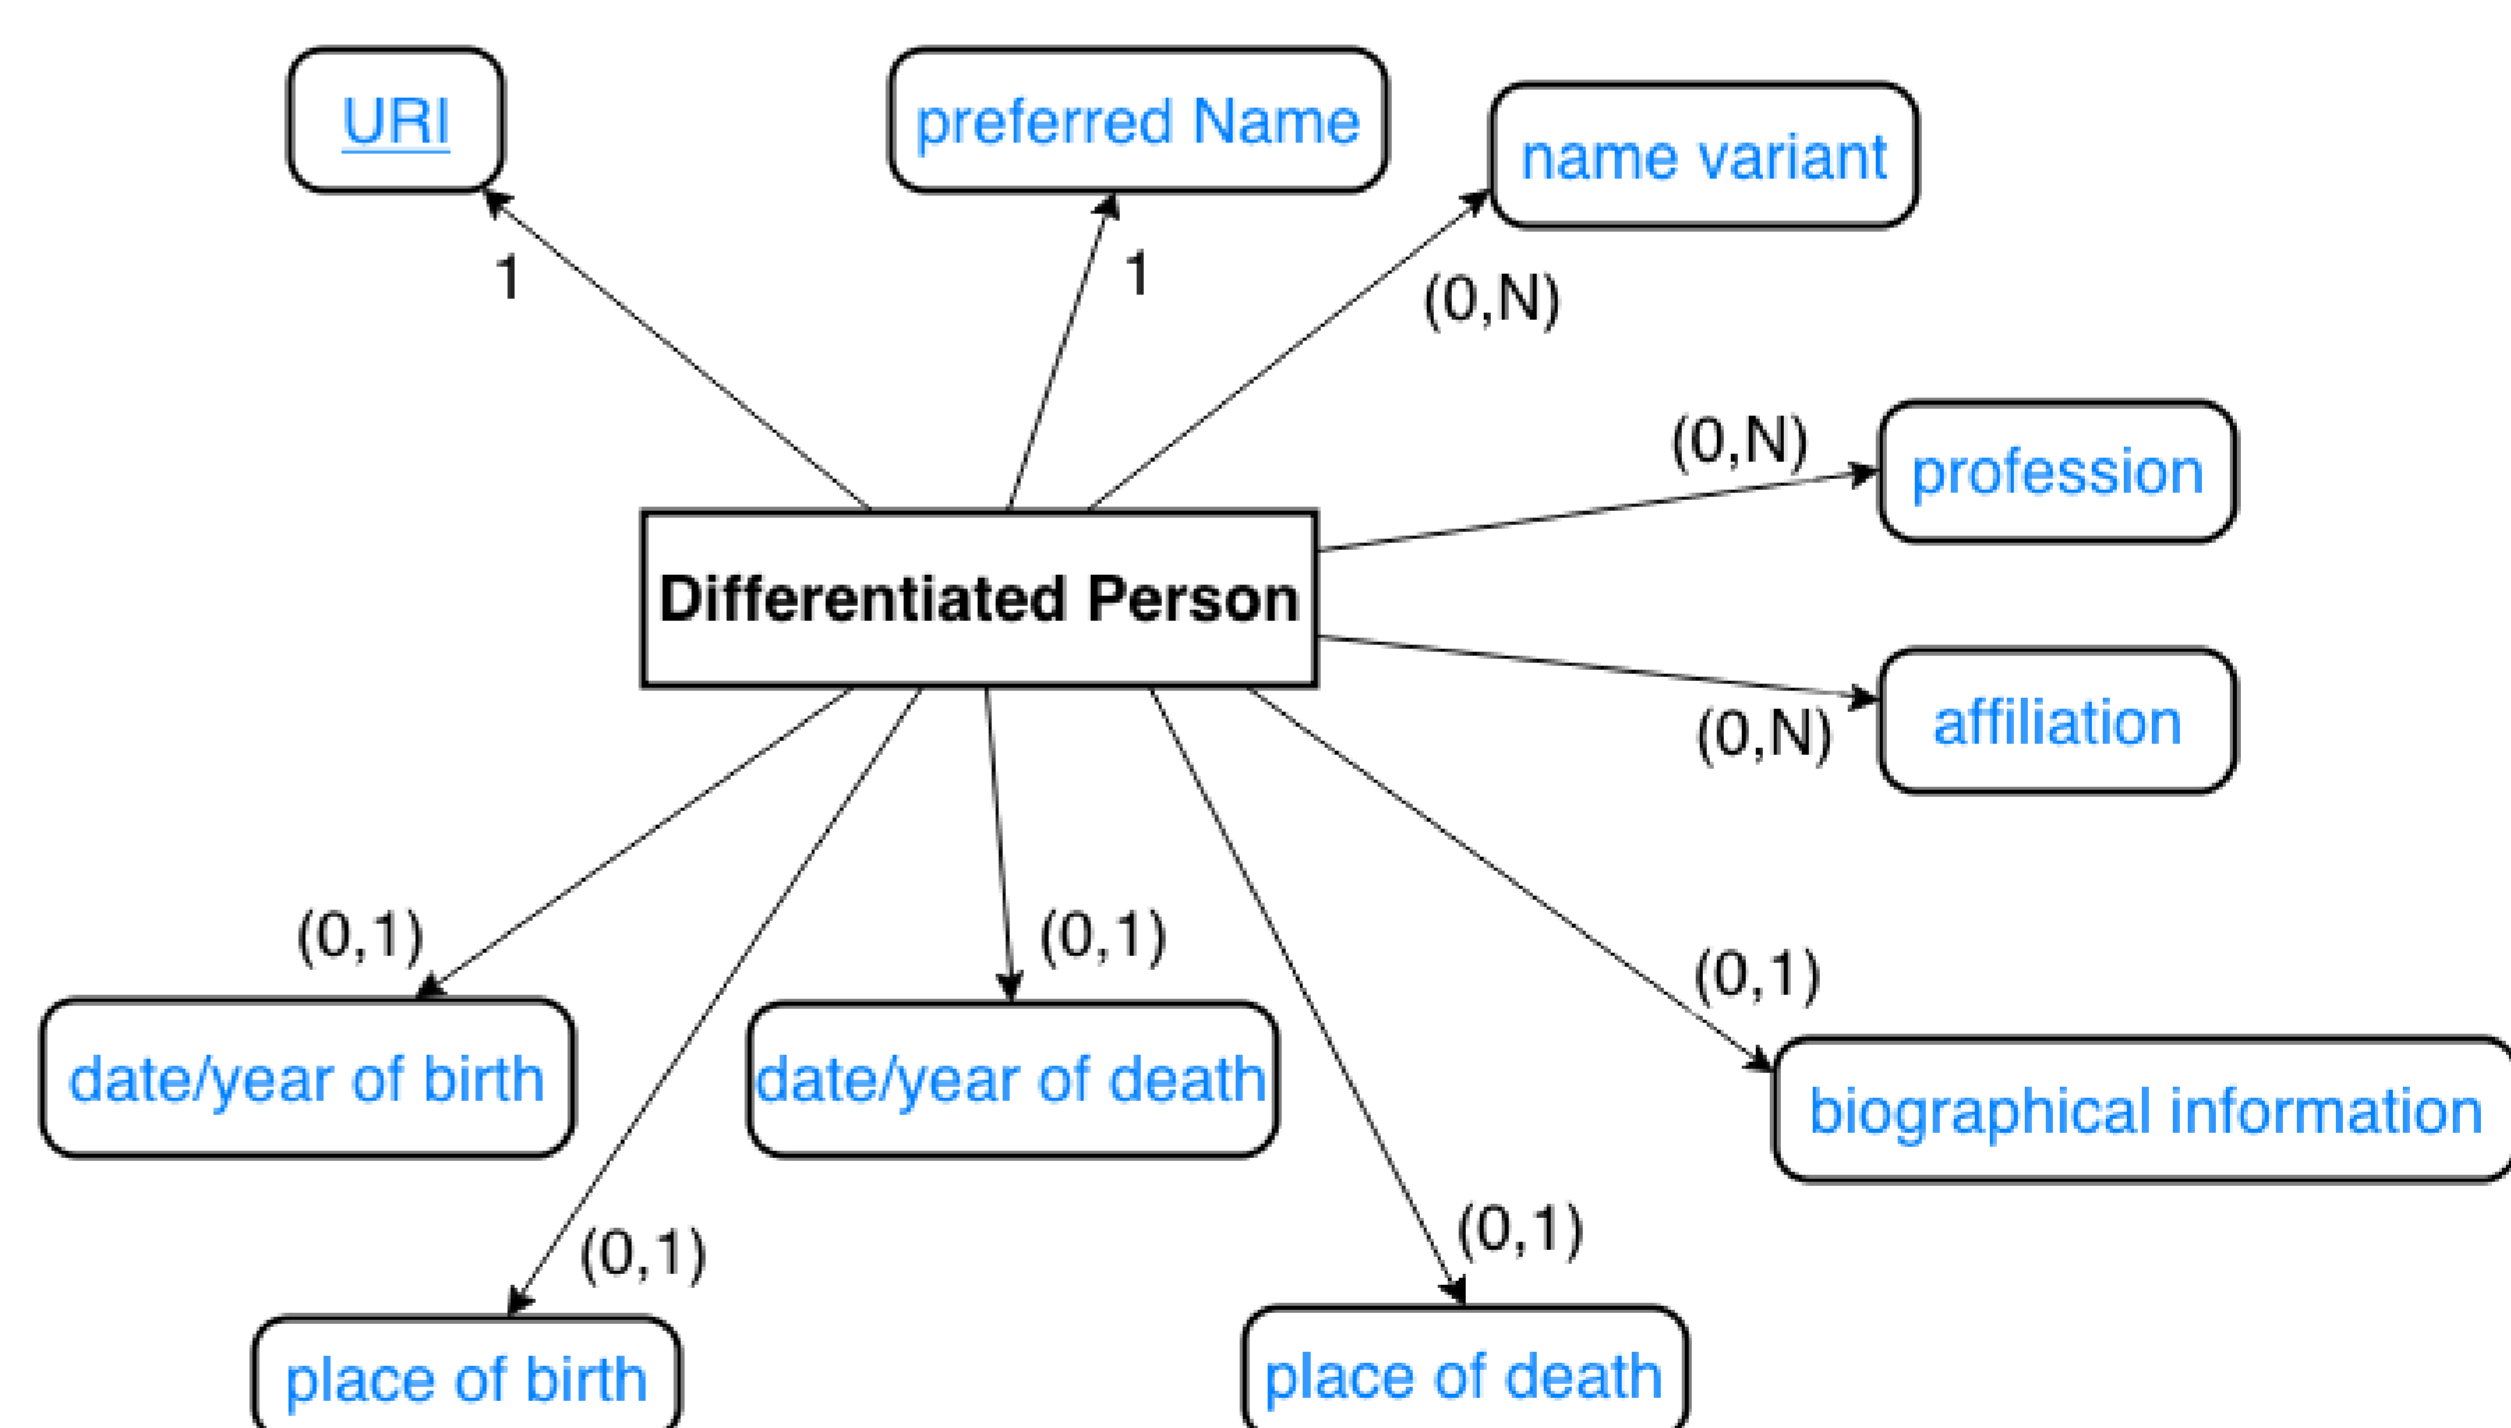 URI
preferred Name
name variant
1
1
(0,N)
(0,N)
profession
Differentiated Person
affiliation
(0,N)
(0,1)
(0,1)
(0,1)
date/year of birth
date/year of death
biographical information
(0,1)
(0,1)
place of birth
place of death